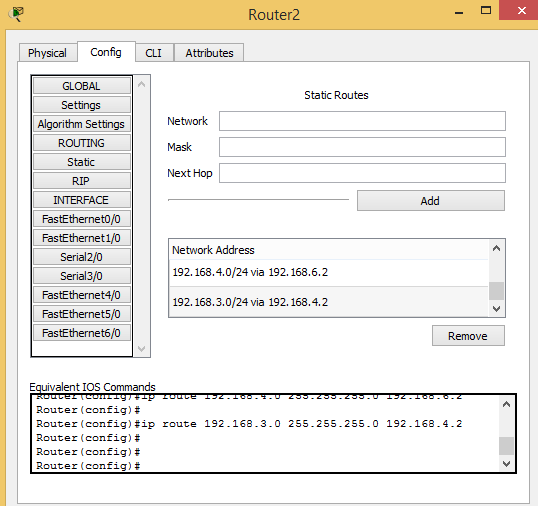 Router2
Physical Config CLI Attributes
GLOBAL
Settings
Algorithm Settings
ROUTING
Static
RIP
INTERFACE
FastEthernet0/0
FastEthernet1/0
Serial2/0
Serial3/0
FastEthernet4/0
FastEthernet5/0
FastEthernet6/0
Static Routes
Network
Mask
Next Hop
Add
Network Address
192.168.4.0/24 via 192.168.6.2
192.168.3.0/24 via 192.168.4.2
Remove
Equivalent IOS Commands
Router(config)#ip route 192.168.4.0 255.255.255.0 192.168.6.2
Router(config)#
Router(config)#ip route 192.168.3.0 255.255.255.0 192.168.4.2
Router(config)#
Router(config)#
Router(config)#